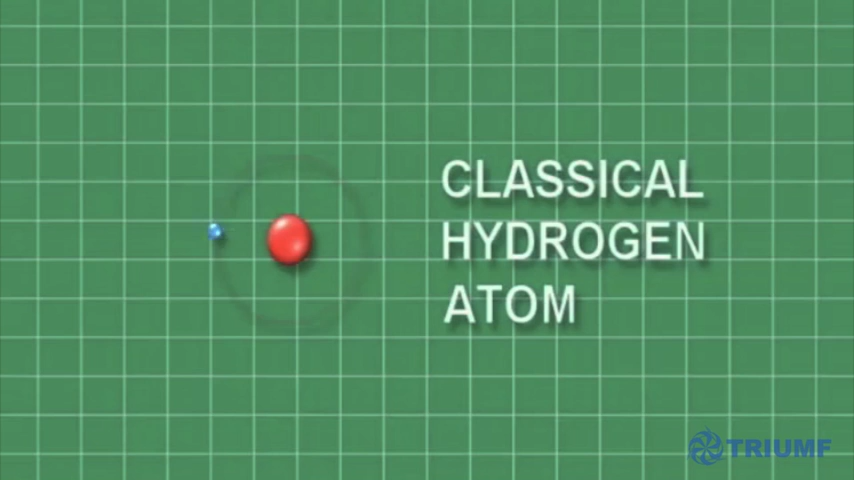 CLASSICAL
HYDROGEN
ATOM
TRIUMF